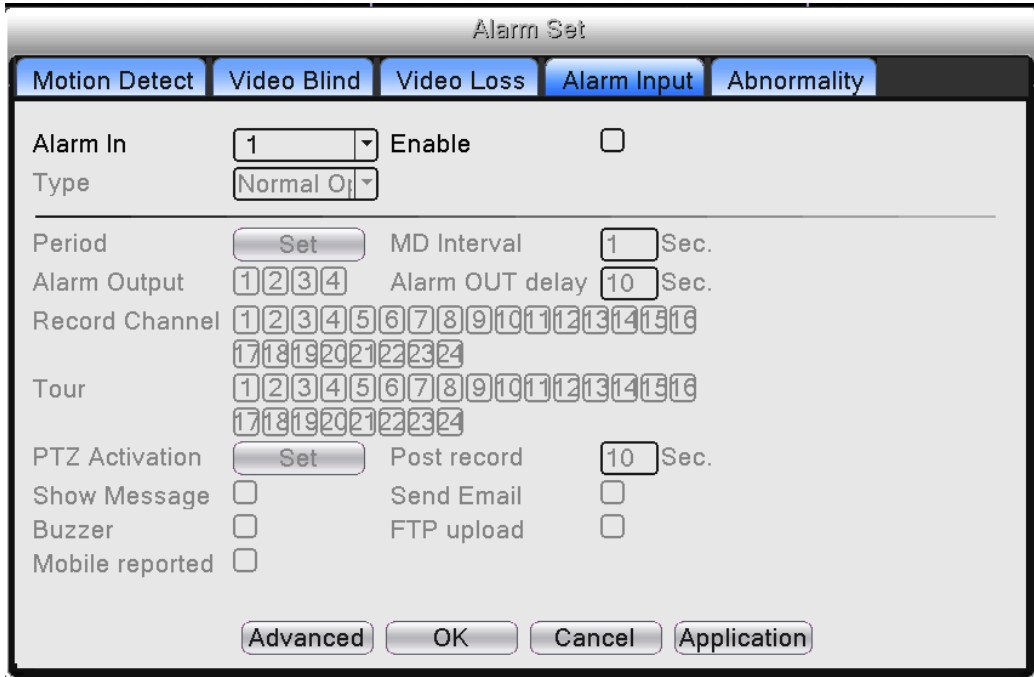 Alarm Set
Motion Detect Video Blind Video Loss Alarm Input Abnormality
Alarm In 1 Enable
Type Normal Op
Period Set MD Interval 1 Sec.
Alarm Output 1 2 3 4 Alarm OUT delay 10 Sec.
Record Channel 1 2 3 4 5 6 7 8 9 10 11 12 13 14 15 16
17 18 19 20 21 22 23 24
Tour 1 2 3 4 5 6 7 8 9 10 11 12 13 14 15 16
17 18 19 20 21 22 23 24
PTZ Activation Set Post record 10 Sec.
Show Message Send Email
Buzzer FTP upload
Mobile reported
Advanced OK Cancel Application